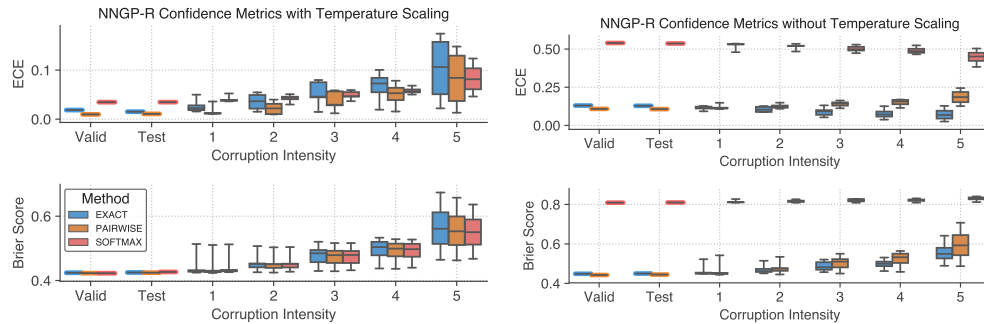 NNGP-R Confidence Metrics with Temperature Scaling
ECE
0.1
0.0
Valid Test 1 2 3 4 5
Corruption Intensity
Brier Score
0.6
0.4
Method
EXACT
PAIRWISE
SOFTMAX
Valid Test 1 2 3 4 5
Corruption Intensity
NNGP-R Confidence Metrics without Temperature Scaling
ECE
0.50
0.25
0.00
Valid Test 1 2 3 4 5
Corruption Intensity
Brier Score
0.8
0.6
0.4
Valid Test 1 2 3 4 5
Corruption Intensity